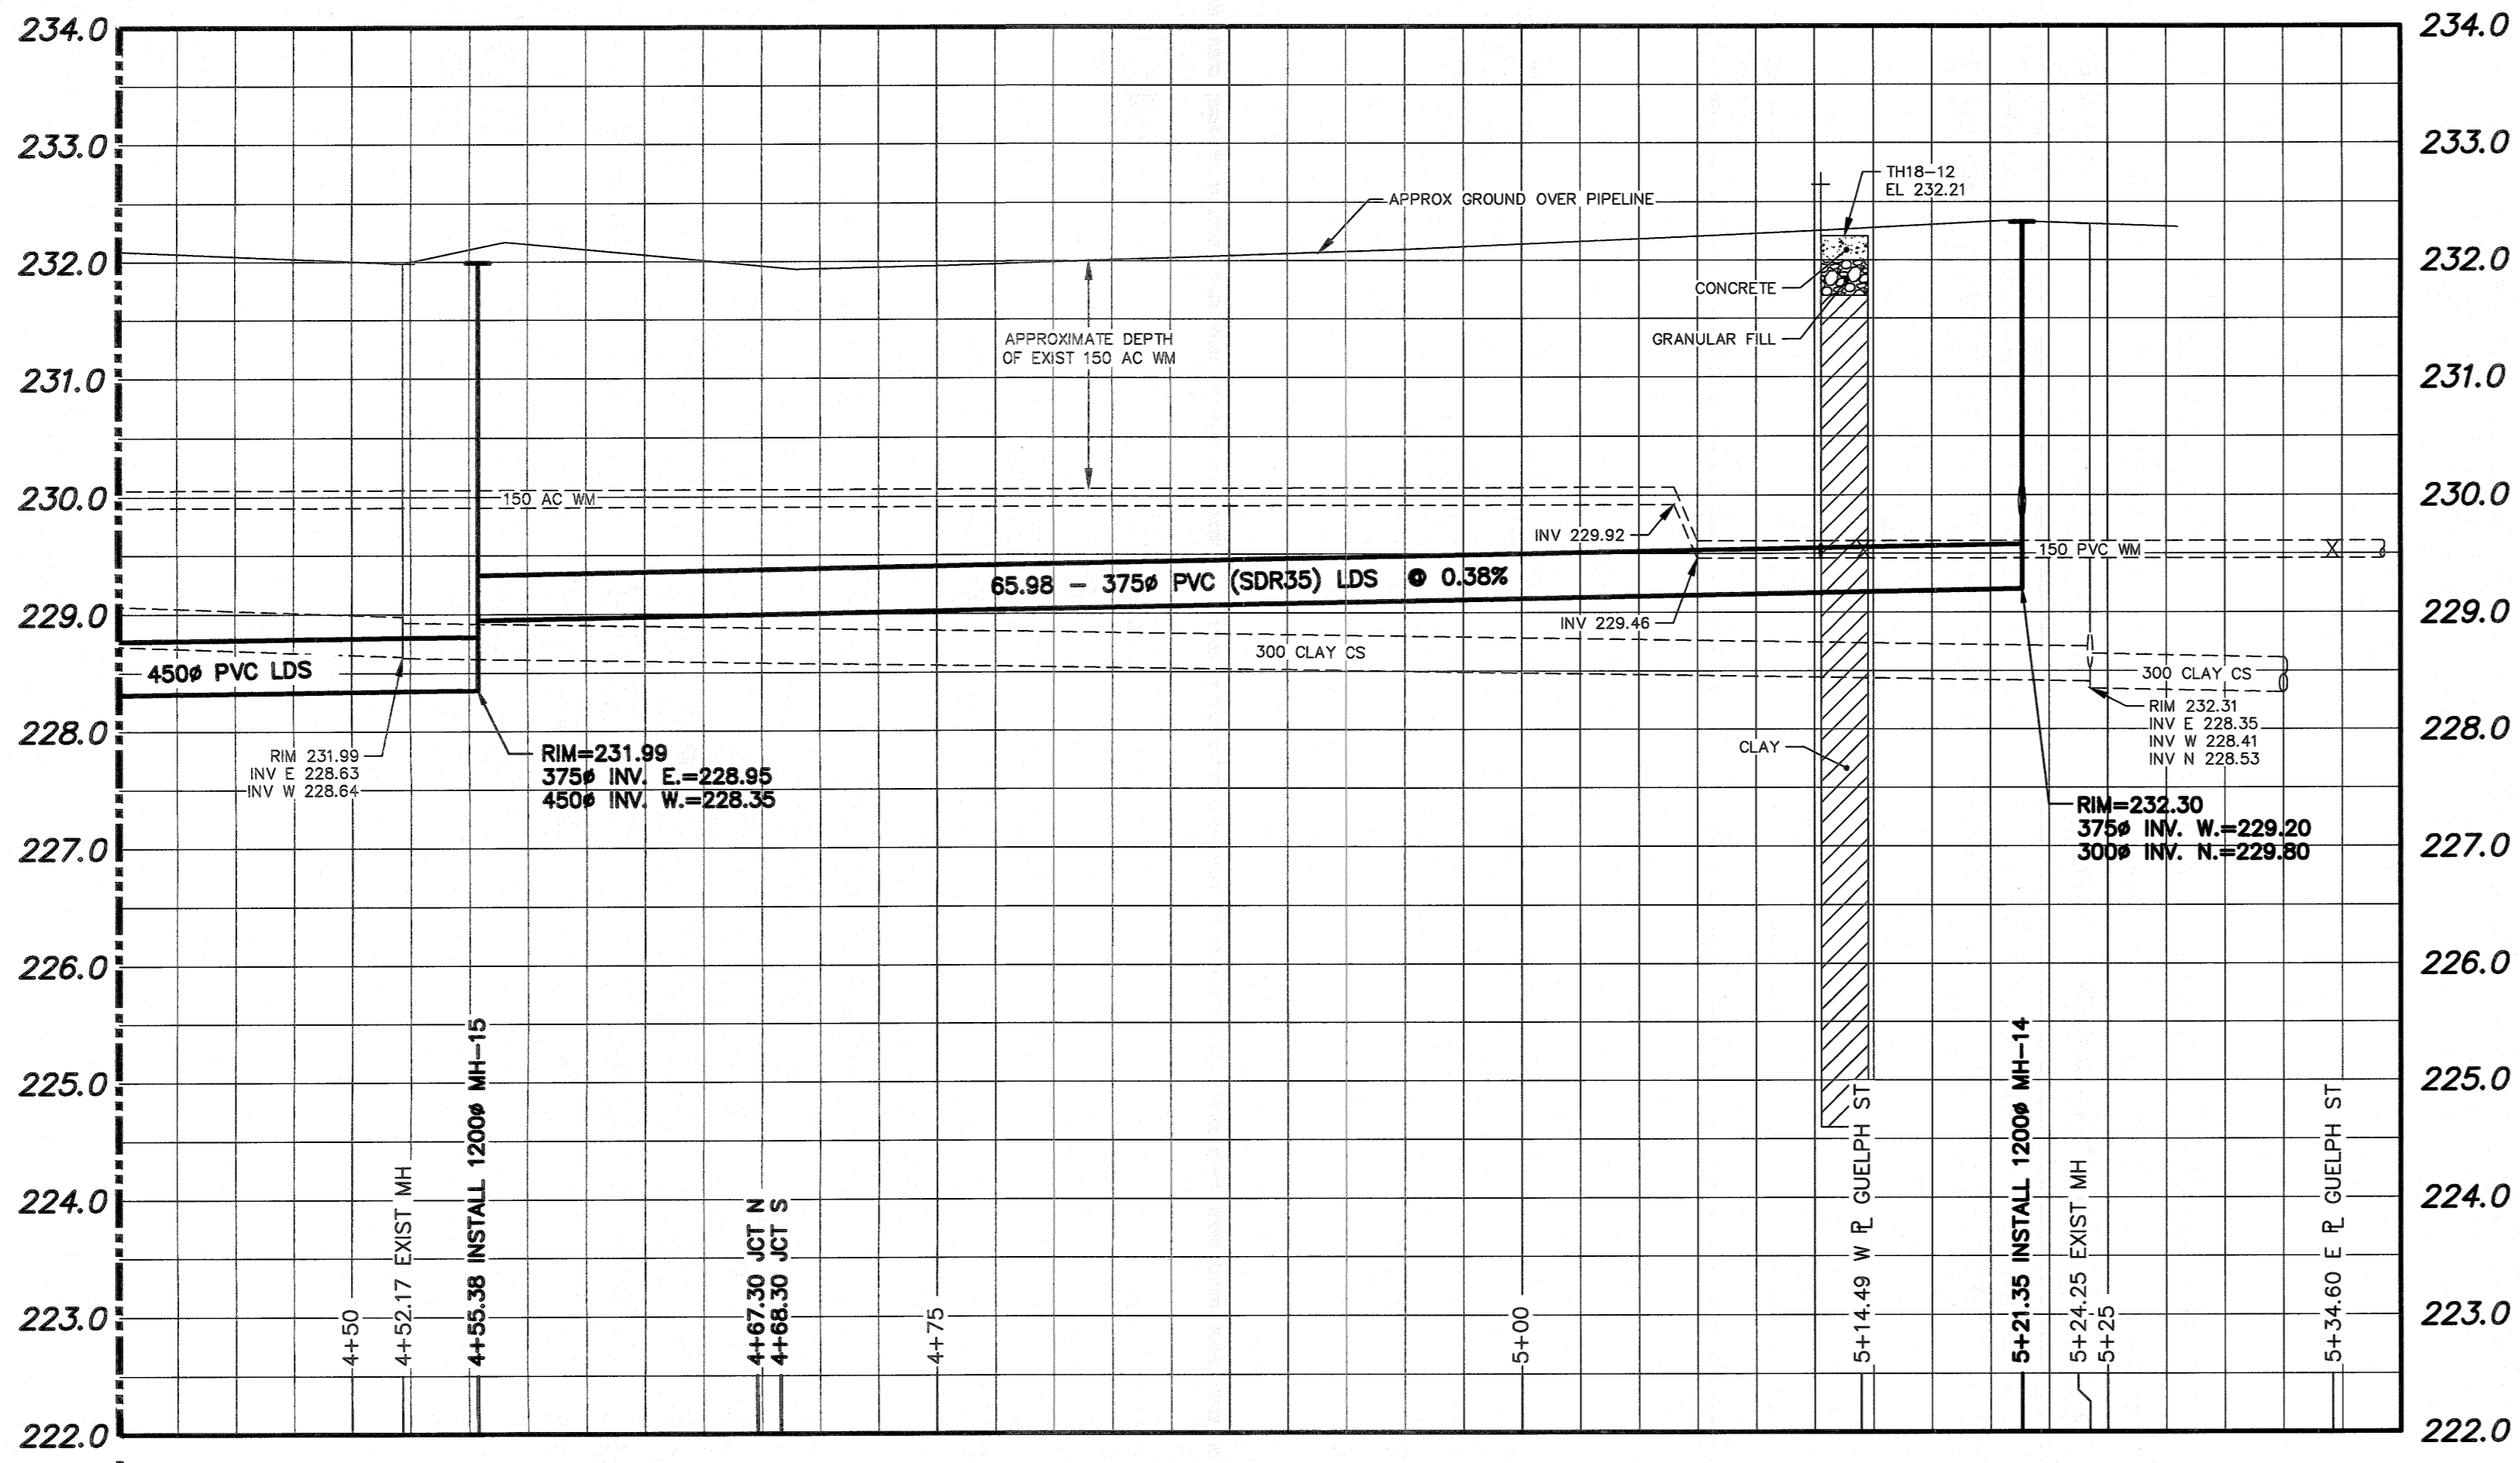 234.0
234.0
233.0
233.0
TH18-12
EL 232.21
APPROX GROUND OVER PIPELINE
232.0
232.0
CONCRETE
APPROXIMATE DEPTH
OF EXIST 150 AC WM
GRANULAR FILL
231.0
231.0
230.0
150 AC WM
230.0
INV 229.92
150 PVC WM
65.98 - 375ø PVC (SDR35) LDS @ 0.38%
229.0
229.0
INV 229.46
300 CLAY CS
450ø PVC LDS
300 CLAY CS
228.0
228.0
RIM 231.99
INV E 228.63
INV W 228.64
RIM=231.99
375ø INV. E.=228.95
450ø INV. W.=228.35
CLAY
RIM 232.31
INV E 228.35
INV W 228.41
INV N 228.53
RIM=232.30
375ø INV. W.=229.20
300ø INV. N.=229.80
227.0
227.0
226.0
226.0
225.0
225.0
224.0
224.0
223.0
223.0
4+50
4+52.17 EXIST MH
4+55.38 INSTALL 1200ø MH-15
4+67.30 JCT N
4+68.30 JCT S
4+75
5+00
5+14.49 W PL GUELPH ST
5+21.35 INSTALL 1200ø MH-14
5+24.25 EXIST MH
5+25
5+34.60 E PL GUELPH ST
222.0
222.0